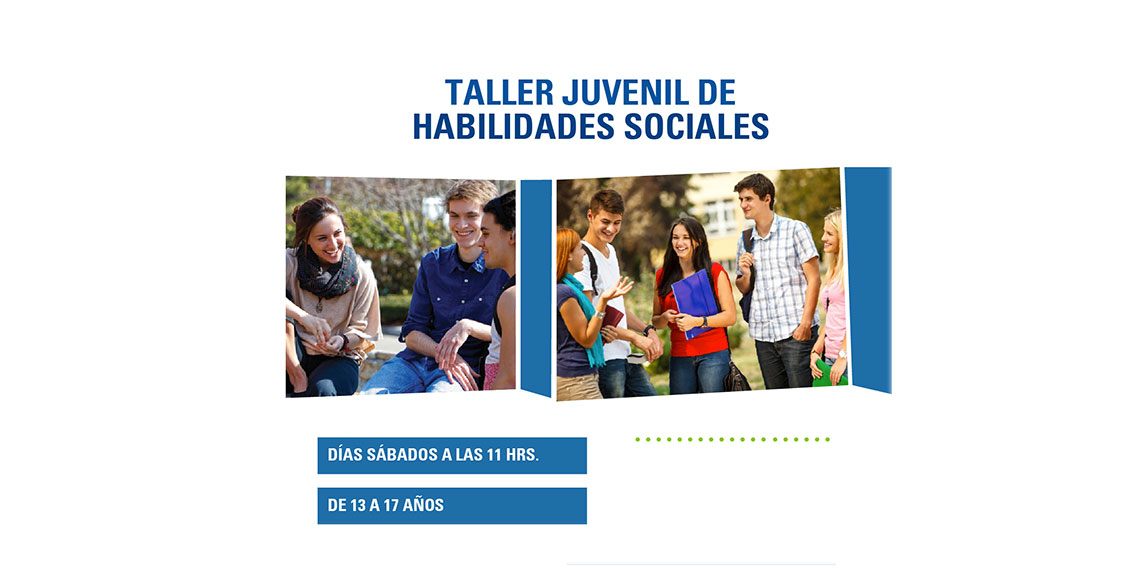 TALLER JUVENIL DE
HABILIDADES SOCIALES
DÍAS SÁBADOS A LAS 11 HRS.
DE 13 A 17 AÑOS